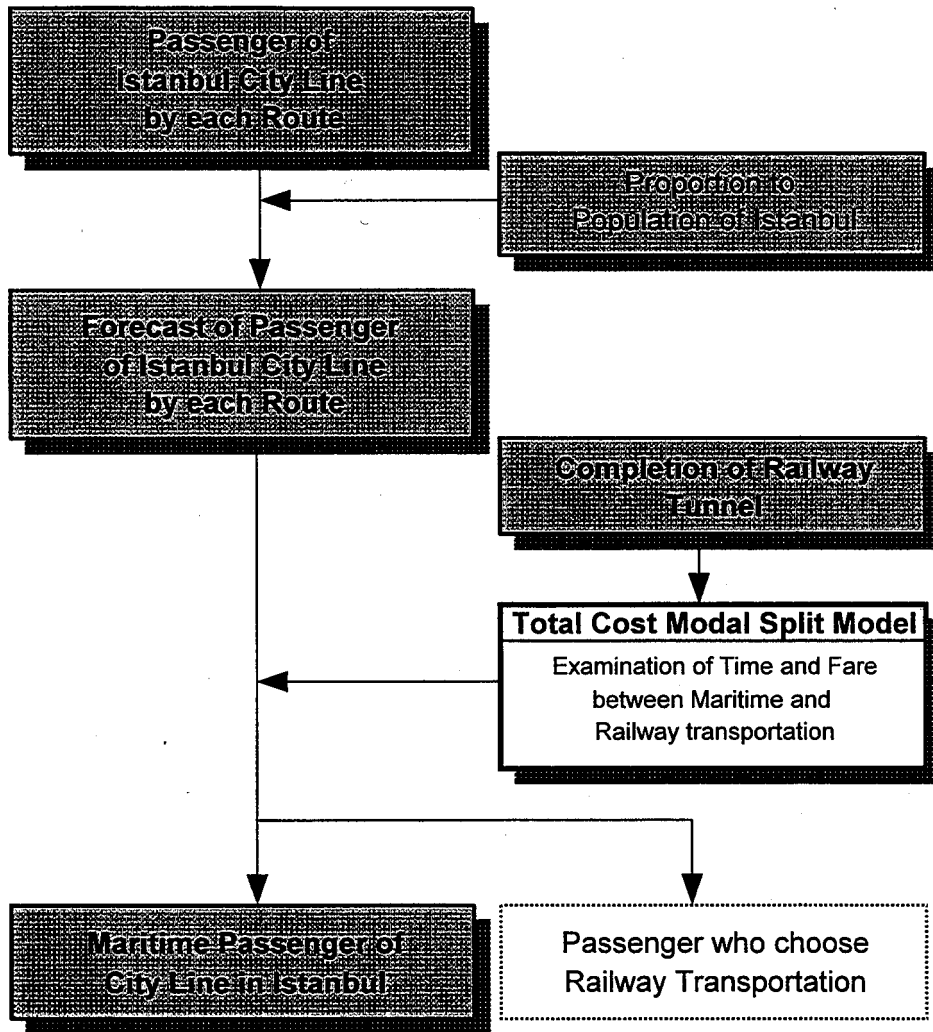 Passenger of
Istanbul City Line
by each Route
Proportion to
Population of Istanbul
Forecast of Passenger
of Istanbul City Line
by each Route
Completion of Railway
Tunnel
Total Cost Modal Split Model
Examination of Time and Fare
between Maritime and
Railway transportation
Maritime Passenger of
City Line in Istanbul
Passenger who choose
Railway Transportation